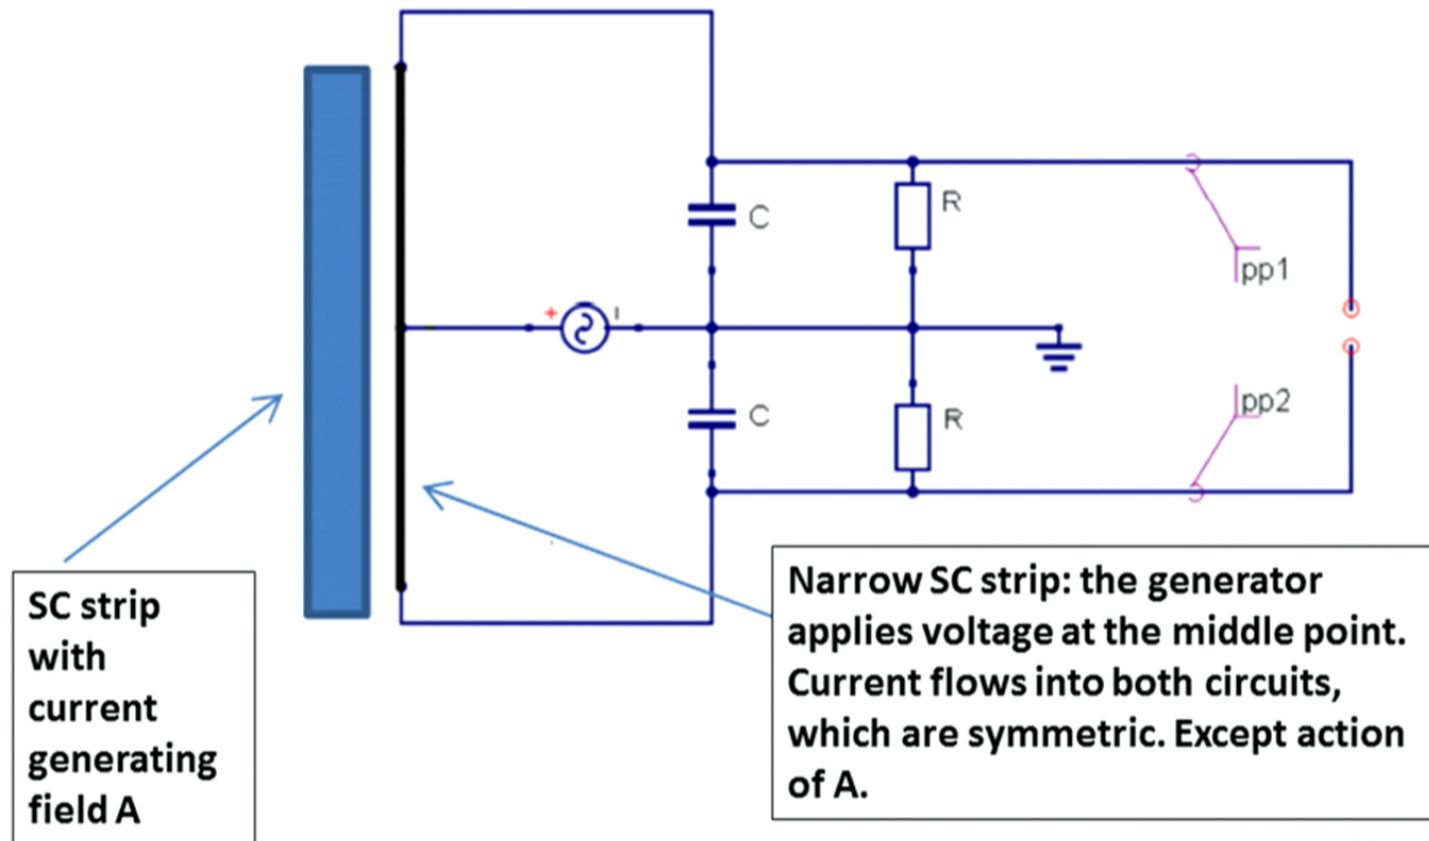 +
I
C
R
pp1
C
R
pp2
SC strip
with
current
generating
field A
Narrow SC strip: the generator
applies voltage at the middle point.
Current flows into both circuits,
which are symmetric. Except action
of A.